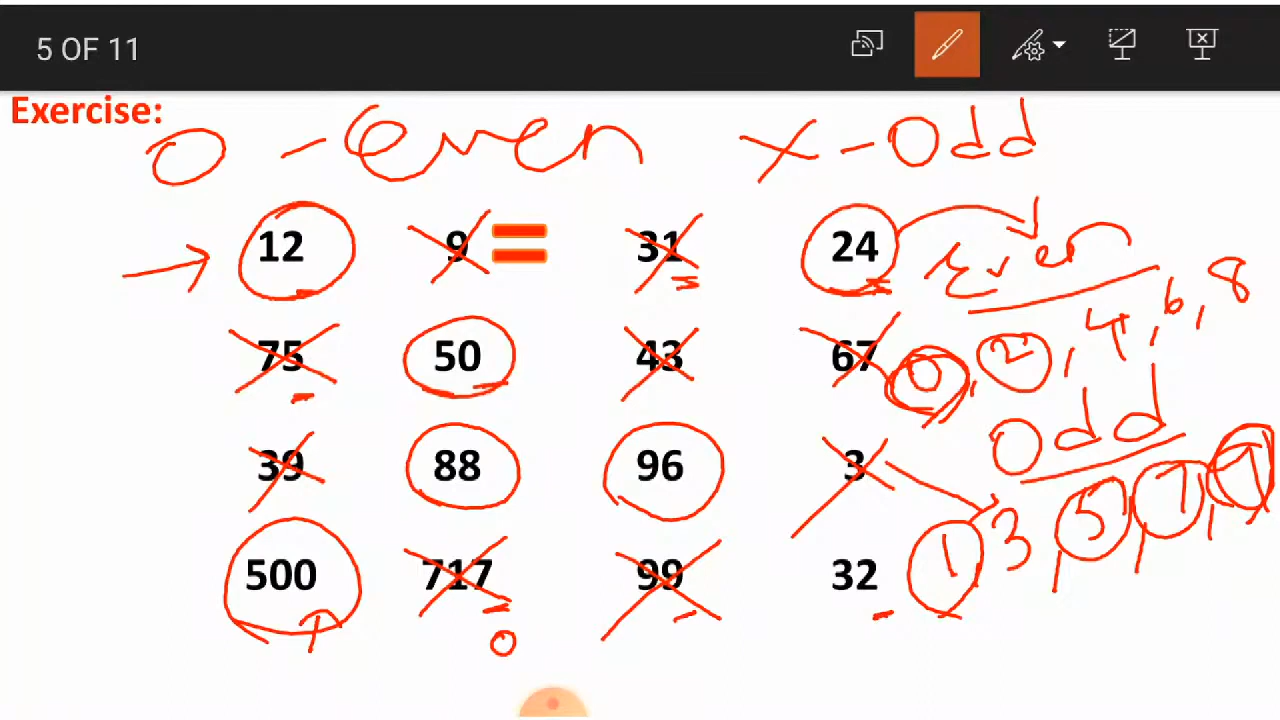 5 OF 11
Exercise:
O - Even X - Odd
12 9 31 24 Even
75 50 43 67 0, 2, 4, 6, 8
39 88 96 3 Odd
500 717 99 32 1 3, 5, 7, 9
0